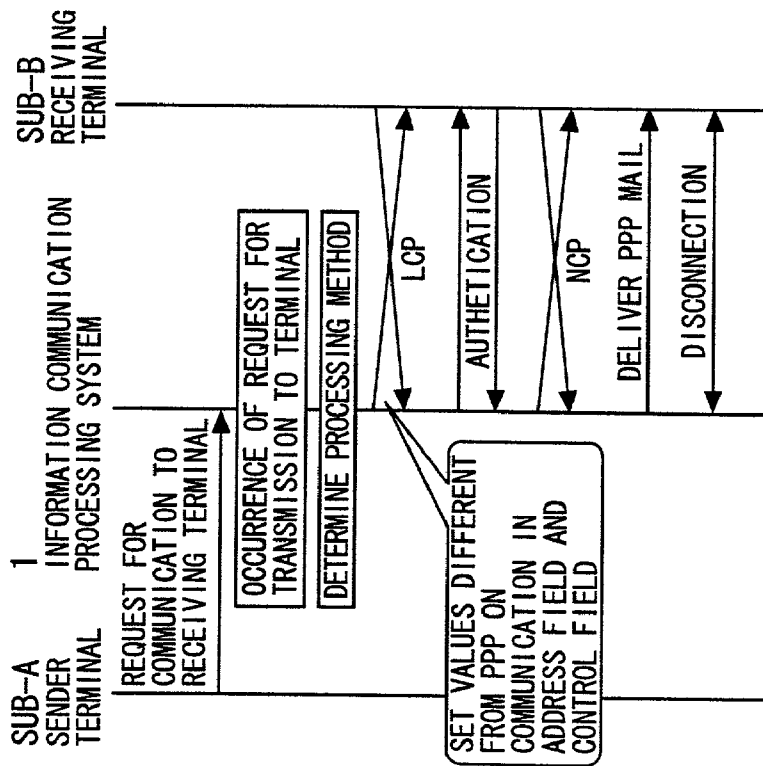 SUB-A
SENDER
TERMINAL
1
INFORMATION COMMUNICATION
PROCESSING SYSTEM
SUB-B
RECEIVING
TERMINAL
REQUEST FOR
COMMUNICATION TO
RECEIVING TERMINAL
OCCURRENCE OF REQUEST FOR
TRANSMISSION TO TERMINAL
DETERMINE PROCESSING METHOD
LCP
SET VALUES DIFFERENT
FROM PPP ON
COMMUNICATION IN
ADDRESS FIELD AND
CONTROL FIELD
AUTHETICATION
NCP
DELIVER PPP MAIL
DISCONNECTION